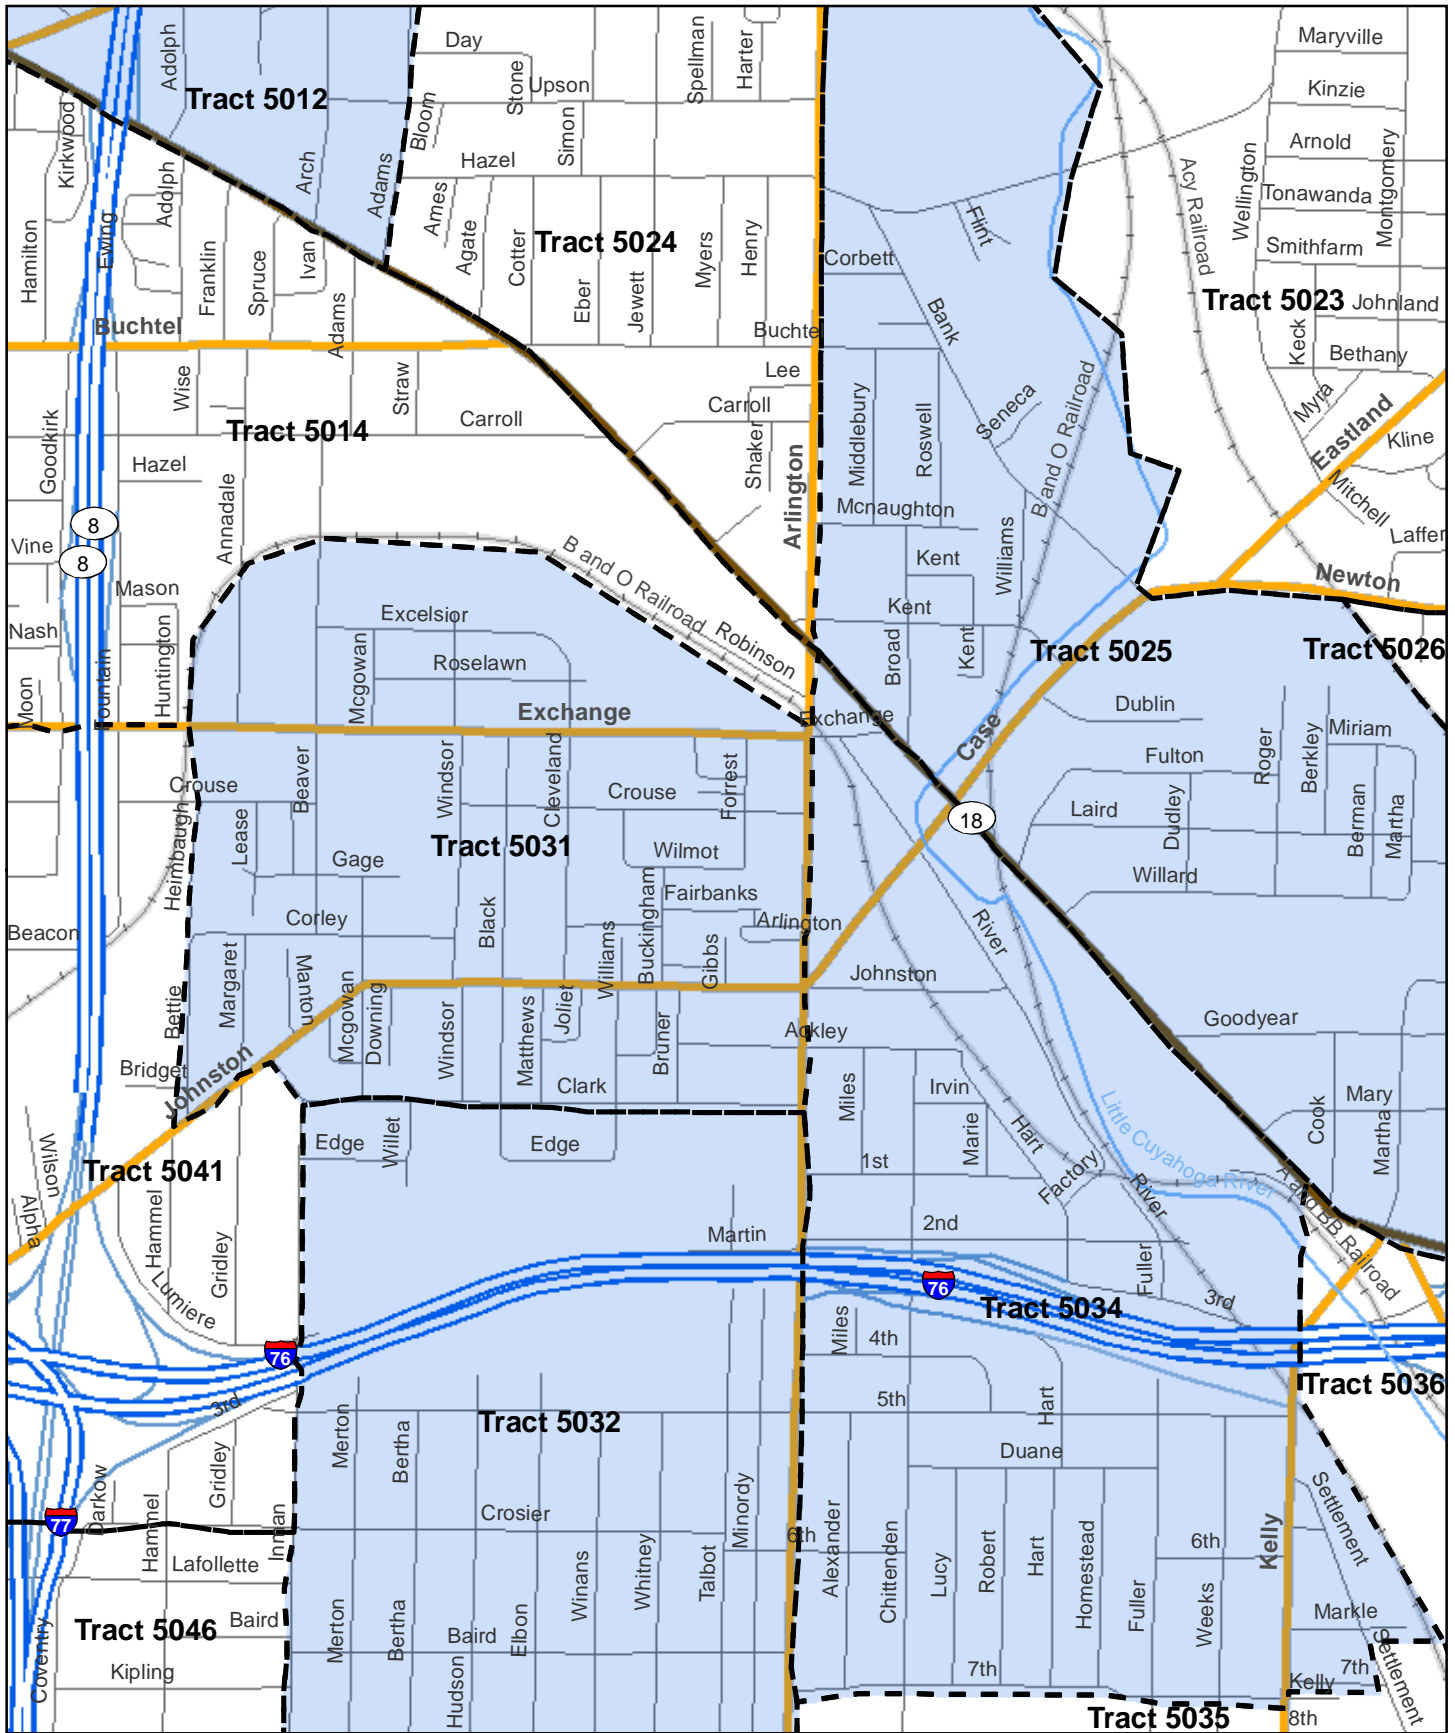 Day
Maryville
Adolph
Spellman
Harter
Stone
Upson
Kinzie
Tract 5012
Kirkwood
Bloom
Simon
Arnold
Montgomery
Hazel
Arch
Adams
Acy Railroad
Wellington
Tonawanda
Adolph
Ames
Agate
Flint
Ewing
Tract 5024
Smithfarm
Hamilton
Franklin
Spruce
Ivan
Cotter
Myers
Henry
Corbett
Eber
Jewett
Tract 5023
Johnland
Buchtel
Adams
Buchtel
Bank
Keck
Bethany
Wise
Straw
Lee
Myra
Carroll
Carroll
Middlebury
Roswell
Seneca
B and O Railroad
Eastland
Kline
Tract 5014
Goodkirk
Shaker
Arlington
Hazel
Mitchell
Annadale
Mcnaughton
8
Vine
8
B and O Railroad
Kent
Williams
Laffer
Newton
Mason
Excelsior
Kent
Nash
Huntington
Robinson
Broad
Kent
Tract 5025
Tract 5026
Mcgowan
Roselawn
Moon
Fountain
Exchange
Exchange
Dublin
Case
Miriam
Windsor
Cleveland
Forrest
Fulton
Roger
Berkley
Crouse
Beaver
Crouse
Laird
Dudley
Berman
Martha
18
Heimbaugh
Lease
Tract 5031
Wilmot
Gage
Willard
Buckingham
Fairbanks
Corley
Black
Arlington
River
Beacon
Margaret
Manton
Williams
Gibbs
Johnston
Bettie
Mcgowan
Downing
Windsor
Matthews
Joliet
Bruner
Ackley
Goodyear
Bridget
Johnston
Clark
Miles
Irvin
Little Cuyahoga River
Cook
Mary
Martha
Edge
Willet
Edge
Marie
Hart
Wilson
Tract 5041
1st
Factory
River
A and BB Railroad
Alpha
Hammel
Gridley
Martin
2nd
Fuller
Lumiere
76
Tract 5034
3rd
76
Miles
4th
Tract 5036
3rd
5th
Hart
Tract 5032
Merton
Bertha
Duane
Gridley
Settlement
Darkow
Hammel
Inman
Crosier
Minordy
6th
Alexander
Chittenden
Lucy
Robert
Hart
Homestead
6th
Kelly
77
Lafollette
Winans
Whitney
Talbot
Fuller
Weeks
Tract 5046
Baird
Merton
Bertha
Baird
Elbon
Markle
Coventry
Kipling
Hudson
7th
7th
Settlement
Kelly
Tract 5035
8th